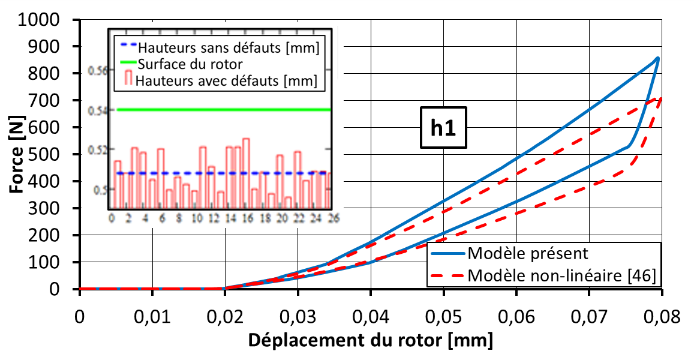 1000
900
800
700
600
500
400
300
200
100
0
Force [N]
0.56
0.54
0.52
0.5
Hauteurs sans défauts [mm]
Surface du rotor
Hauteurs avec défauts [mm]
0 2 4 6 8 10 11 12 14 16 18 20 22 24 26
h1
Modèle présent
Modèle non-linéaire [46]
0 0,01 0,02 0,03 0,04 0,05 0,06 0,07 0,08
Déplacement du rotor [mm]